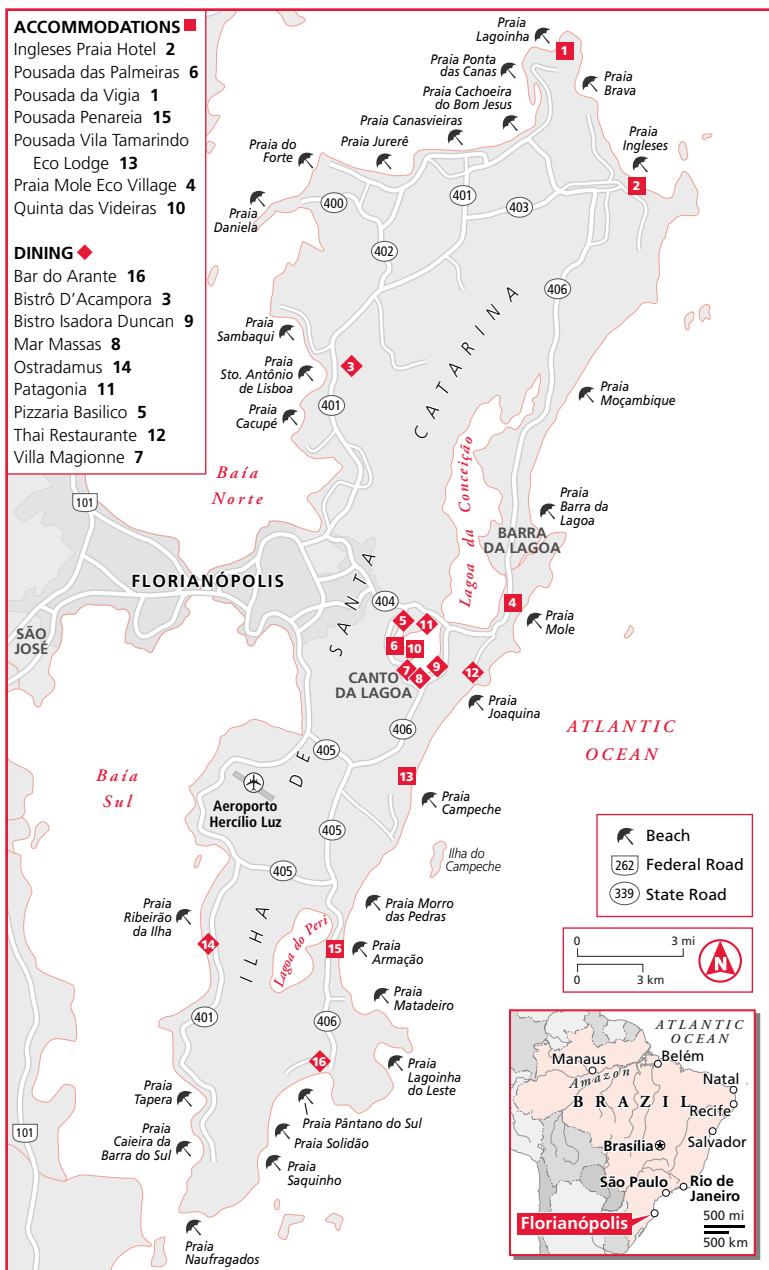 ACCOMMODATIONS
Ingleses Praia Hotel 2
Pousada das Palmeiras 6
Pousada da Vigia 1
Pousada Penareia 15
Pousada Vila Tamarindo
Eco Lodge 13
Praia Mole Eco Village 4
Quinta das Videiras 10
DINING
Bar do Arante 16
Bistrô D'Acampora 3
Bistro Isadora Duncan 9
Mar Massas 8
Ostradamus 14
Patagonia 11
Pizzaria Basilico 5
Thai Restaurante 12
Villa Magionne 7
Praia
Lagoinha
1
Praia Ponta
das Canas
Praia
Brava
Praia Cachoeira
do Bom Jesus
Praia Canasvieiras
Praia Jurerê
Praia do
Forte
Praia
Ingleses
2
Praia
Daniela
400
401
403
402
406
Praia
Sambaqui
Praia
Sto. Antônio
de Lisboa
3
Praia
Cacupé
401
Praia
Moçambique
Baía
Norte
101
Lagoa da Conceição
Praia
Barra da
Lagoa
BARRA
DA LAGOA
FLORIANÓPOLIS
SÃO
JOSÉ
404
5
11
4
Praia
Mole
6
10
7
8
9
12
CANTO
DA LAGOA
Praia
Joaquina
406
ATLANTIC
OCEAN
405
13
Baía
Sul
Aeroporto
Hercílio Luz
Praia
Campeche
405
Ilha do
Campeche
405
ILHA DE SANTA CATARINA
Praia
Ribeirão
da Ilha
14
Lagoa do Peri
Praia Morro
das Pedras
15
Praia
Armação
Praia
Matadeiro
401
406
16
Praia
Lagoinha
do Leste
Praia
Tapera
Praia Pântano do Sul
Praia Solidão
Praia
Caieira da
Barra do Sul
Praia
Saquinho
101
Praia
Naufragados
Beach
262 Federal Road
339 State Road
0 3 mi
0 3 km
N
ATLANTIC
OCEAN
Manaus
Amazon
Belém
Natal
BRAZIL
Recife
Salvador
Brasília
São Paulo
Rio de
Janeiro
Florianópolis
500 mi
500 km